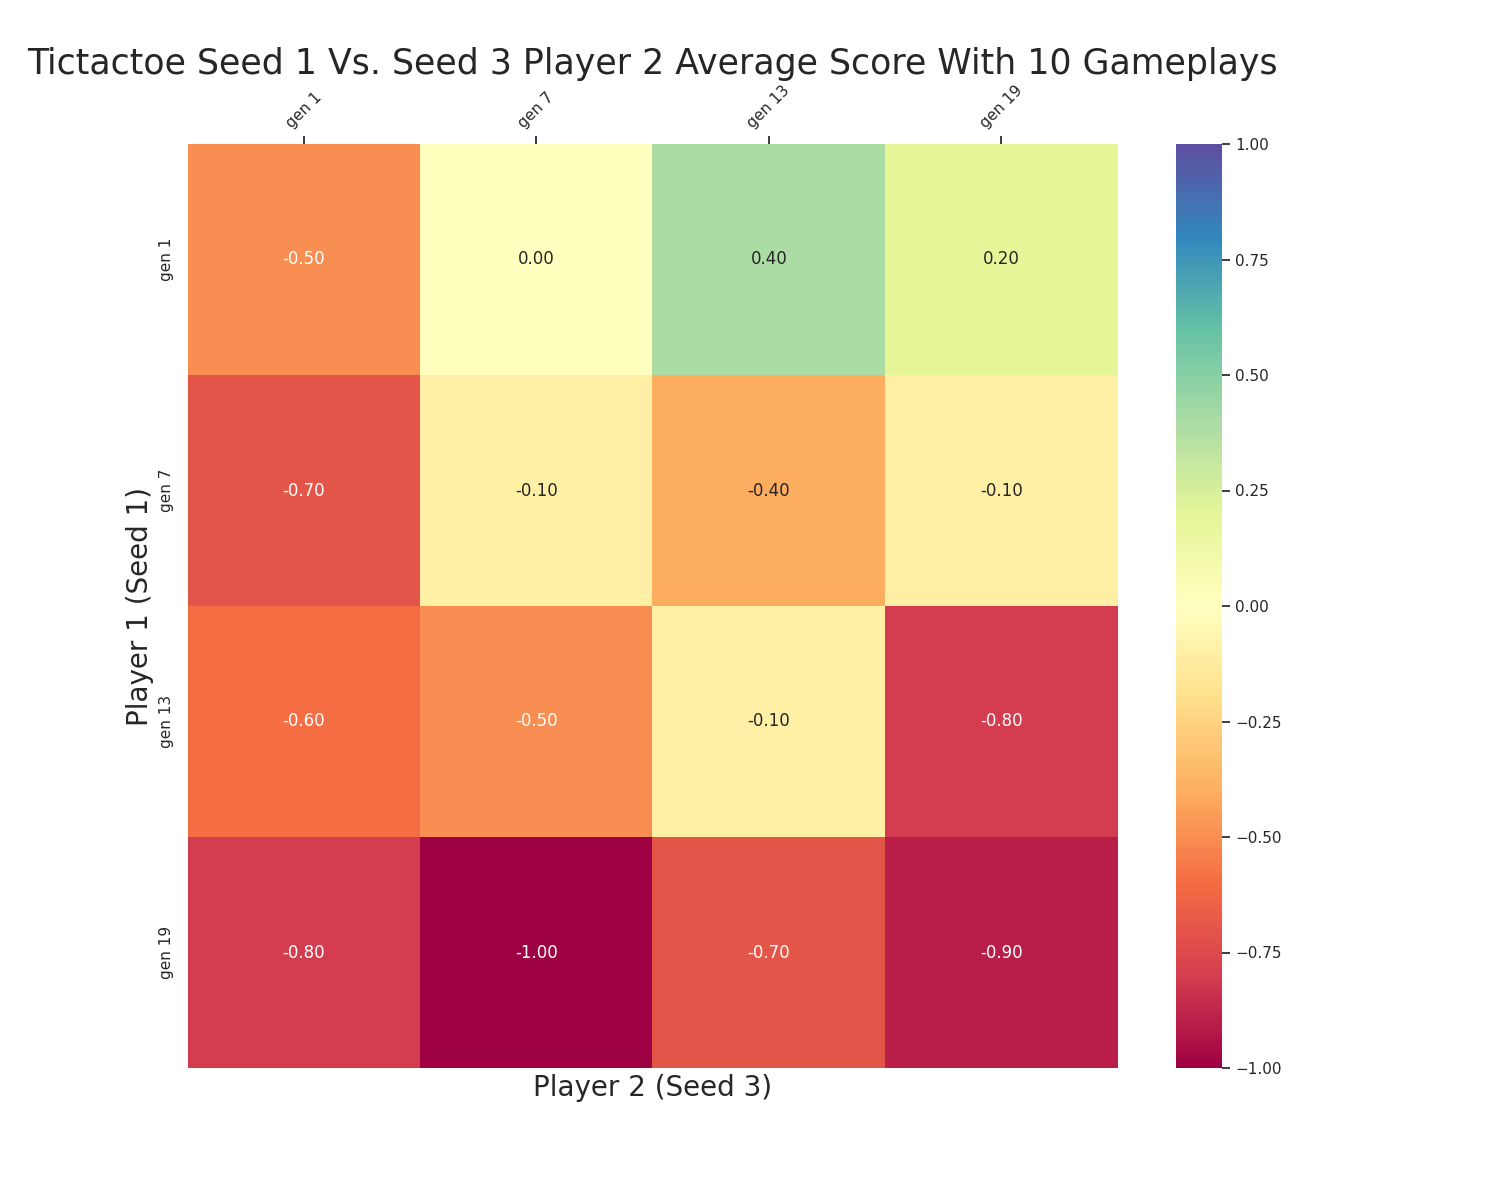 Tictactoe Seed 1 Vs. Seed 3 Player 2 Average Score With 10 Gameplays
gen 1 gen 7 gen 13 gen 19
Player 1 (Seed 1)
gen 1 -0.50 0.00 0.40 0.20
gen 7 -0.70 -0.10 -0.40 -0.10
gen 13 -0.60 -0.50 -0.10 -0.80
gen 19 -0.80 -1.00 -0.70 -0.90
Player 2 (Seed 3)
1.00
0.75
0.50
0.25
0.00
−0.25
−0.50
−0.75
−1.00